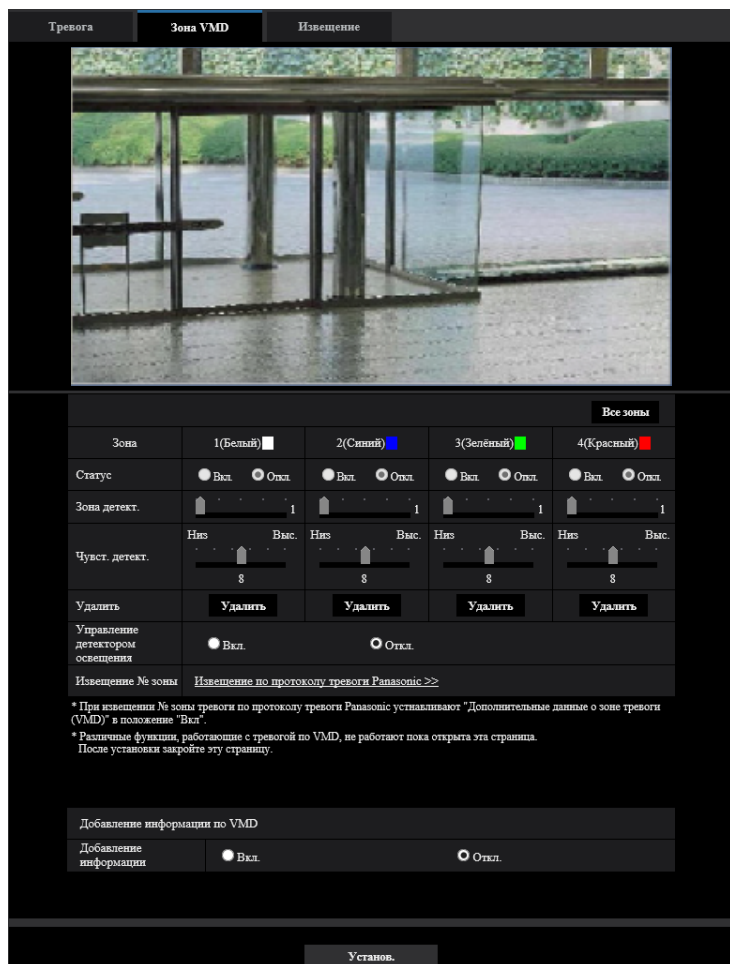 Тревога Зона VMD Извещение
Все зоны
Зона 1(Белый) 2(Синий) 3(Зелёный) 4(Красный)
Статус Вкл. Откл. Вкл. Откл. Вкл. Откл. Вкл. Откл.
Зона детект. 1 1 1 1
Чувст. детект. Низ Выс. Низ Выс. Низ Выс. Низ Выс.
8 8 8 8
Удалить Удалить Удалить Удалить Удалить
Управление
детектором
освещения
Вкл. Откл.
Извещение № зоны Извещение по протоколу тревоги Panasonic >>
* При извещении № зоны тревоги по протоколу тревоги Panasonic устнавливают "Дополнительные
данные о зоне тревоги
(VMD)" в положение "Вкл".
* Различные функции, работающие с тревогой по VMD, не работают пока открыта эта страница.
После установки закройте эту страницу.
Добавление информации по VMD
Добавление
информации
Вкл. Откл.
Установ.